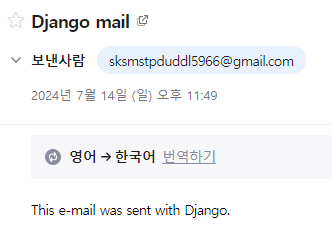 Django mail
보낸사람 sksmstpduddl5966@gmail.com
2024년 7월 14일 (일) 오후 11:49
영어 → 한국어 번역하기
This e-mail was sent with Django.